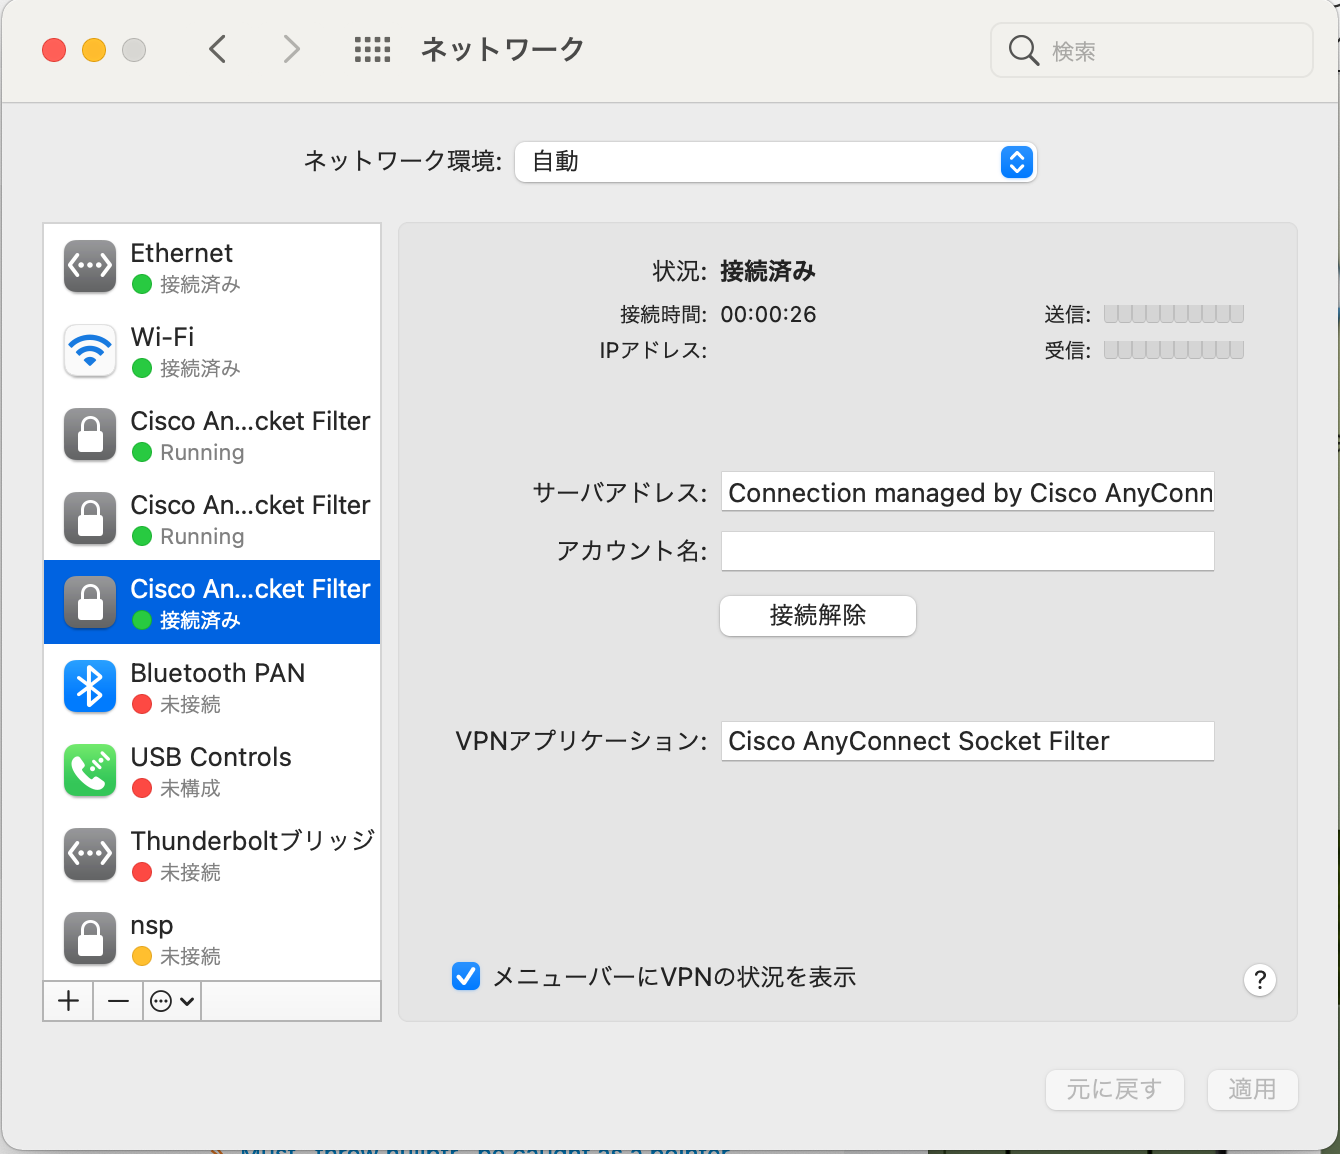 ネットワーク
検索
ネットワーク環境: 自動
Ethernet
接続済み
Wi-Fi
接続済み
Cisco An...cket Filter
Running
Cisco An...cket Filter
Running
Cisco An...cket Filter
接続済み
Bluetooth PAN
未接続
USB Controls
未構成
Thunderboltブリッジ
未接続
nsp
未接続
状況: 接続済み
接続時間: 00:00:26
IPアドレス:
送信:
受信:
サーバアドレス: Connection managed by Cisco AnyConn
アカウント名:
接続解除
VPNアプリケーション: Cisco AnyConnect Socket Filter
メニューバーにVPNの状況を表示
?
元に戻す
適用